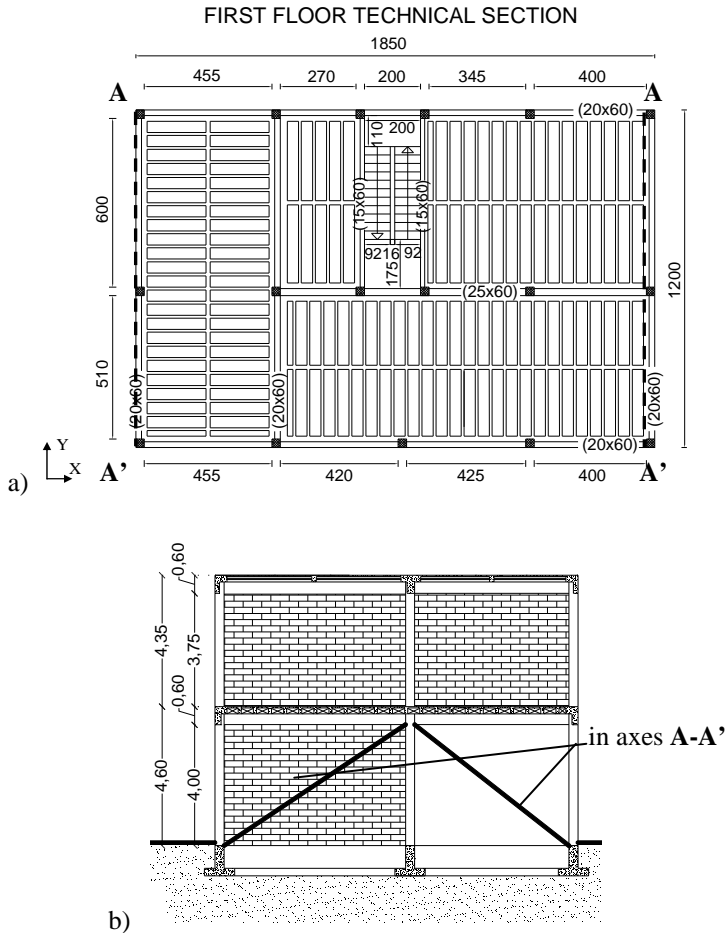 FIRST FLOOR TECHNICAL SECTION
1850
455 270 200 345 400
A A
(20x60)
110 200
600
(15x60) (15x60)
92 16 92
175
(25x60)
1200
510
(20x60) (20x60) (20x60)
(20x60)
Y
X
a)
A’ A’
455 420 425 400
0,60
4,35 3,75
0,60
in axes A-A’
4,60 4,00
b)